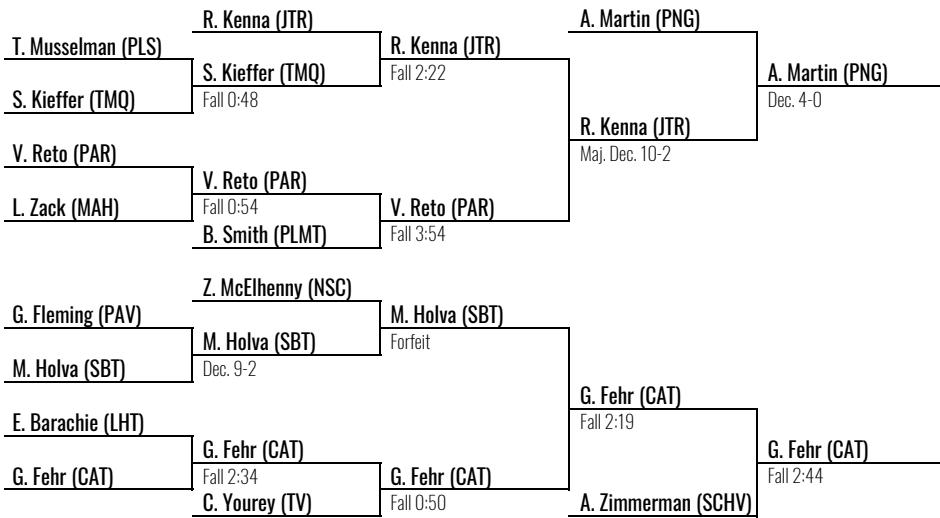 R. Kenna (JTR)
A. Martin (PNG)
T. Musselman (PLS)
R. Kenna (JTR)
Fall 2:22
S. Kieffer (TMQ)
Fall 0:48
A. Martin (PNG)
Dec. 4-0
S. Kieffer (TMQ)
R. Kenna (JTR)
Maj. Dec. 10-2
V. Reto (PAR)
V. Reto (PAR)
Fall 0:54
L. Zack (MAH)
V. Reto (PAR)
Fall 3:54
B. Smith (PLMT)
Z. McElhenny (NSC)
G. Fleming (PAV)
M. Holva (SBT)
Forfeit
M. Holva (SBT)
Dec. 9-2
M. Holva (SBT)
G. Fehr (CAT)
Fall 2:19
E. Barachie (LHT)
G. Fehr (CAT)
Fall 2:34
G. Fehr (CAT)
Fall 2:44
G. Fehr (CAT)
G. Fehr (CAT)
Fall 0:50
C. Yourey (TV)
A. Zimmerman (SCHV)